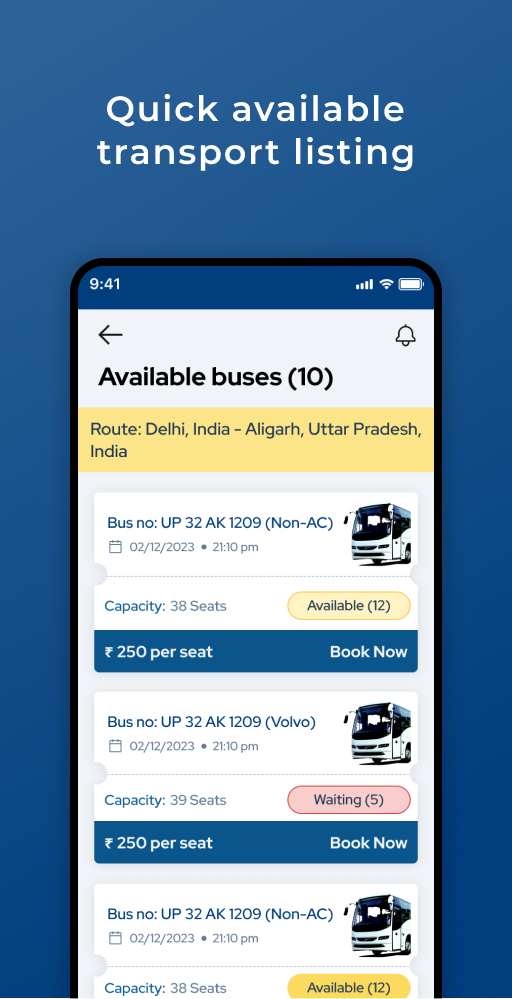 Quick available
transport listing
9:41
Available buses (10)
Route: Delhi, India - Aligarh, Uttar Pradesh,
India
Bus no: UP 32 AK 1209 (Non-AC)
02/12/2023 • 21:10 pm
Capacity: 38 Seats Available (12)
₹ 250 per seat Book Now
Bus no: UP 32 AK 1209 (Volvo)
02/12/2023 • 21:10 pm
Capacity: 39 Seats Waiting (5)
₹ 250 per seat Book Now
Bus no: UP 32 AK 1209 (Non-AC)
02/12/2023 • 21:10 pm
Capacity: 38 Seats Available (12)